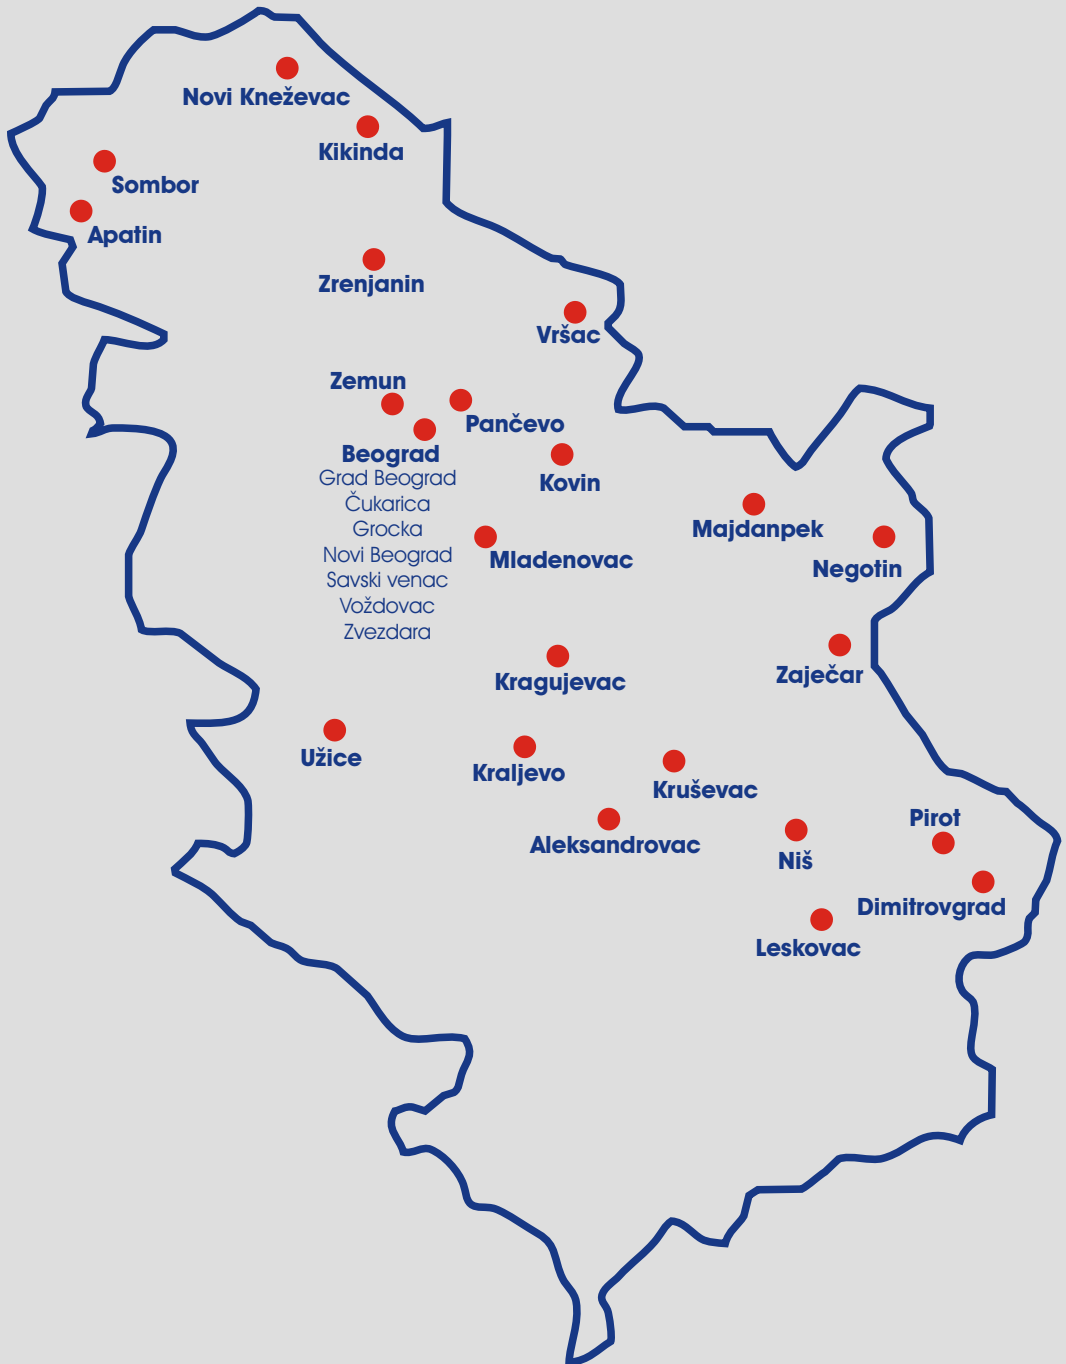 Novi Kneževac
Kikinda
Sombor
Apatin
Zrenjanin
Vršac
Zemun
Pančevo
Beograd
Grad Beograd
Čukarica
Grocka
Novi Beograd
Savski venac
Voždovac
Zvezdara
Kovin
Majdanpek
Mladenovac
Negotin
Zaječar
Kragujevac
Užice
Kraljevo
Kruševac
Aleksandrovac
Niš
Pirot
Dimitrovgrad
Leskovac